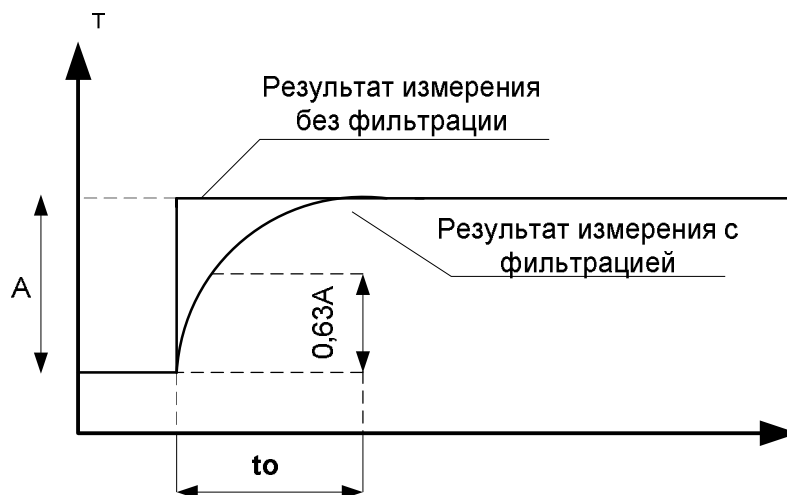 T
Результат измерения
без фильтрации
Результат измерения с
фильтрацией
A
0,63A
to